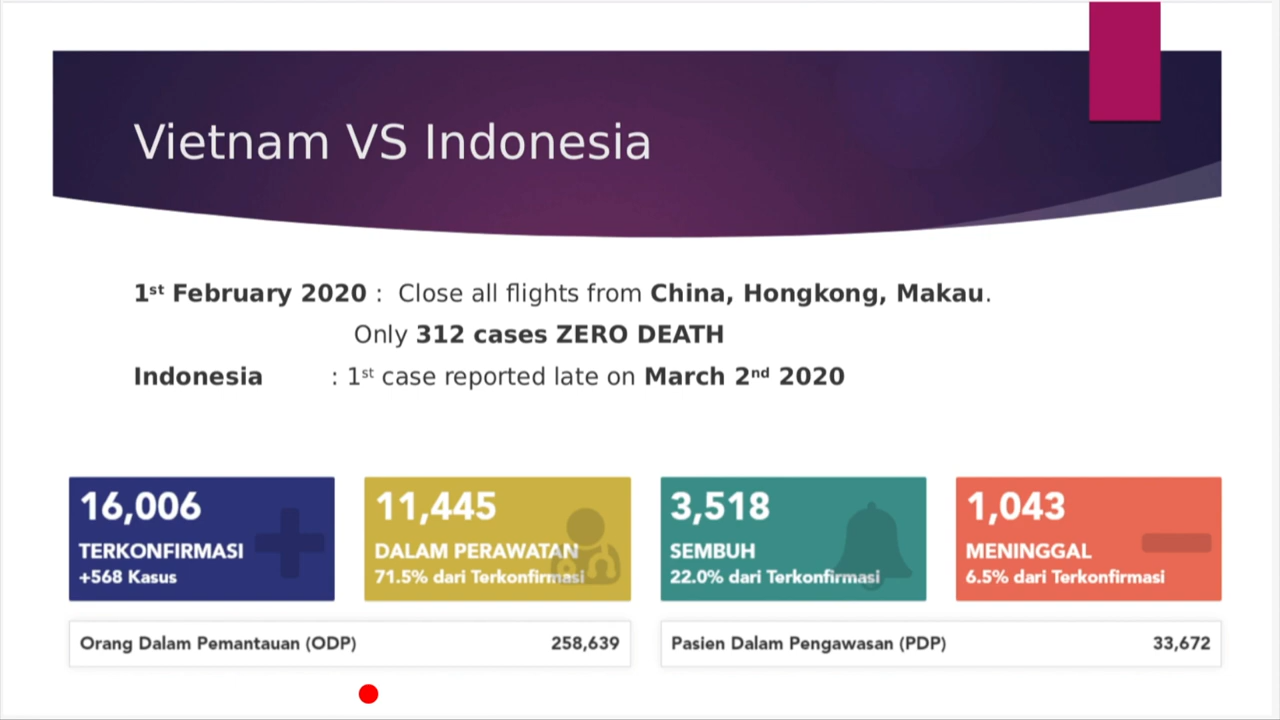 Vietnam VS Indonesia
1st February 2020 : Close all flights from China, Hongkong, Makau.
Only 312 cases ZERO DEATH
Indonesia : 1st case reported late on March 2nd 2020
16,006
TERKONFIRMASI
+568 Kasus
11,445
DALAM PERAWATAN
71.5% dari Terkonfirmasi
3,518
SEMBUH
22.0% dari Terkonfirmasi
1,043
MENINGGAL
6.5% dari Terkonfirmasi
Orang Dalam Pemantauan (ODP) 258,639
Pasien Dalam Pengawasan (PDP) 33,672